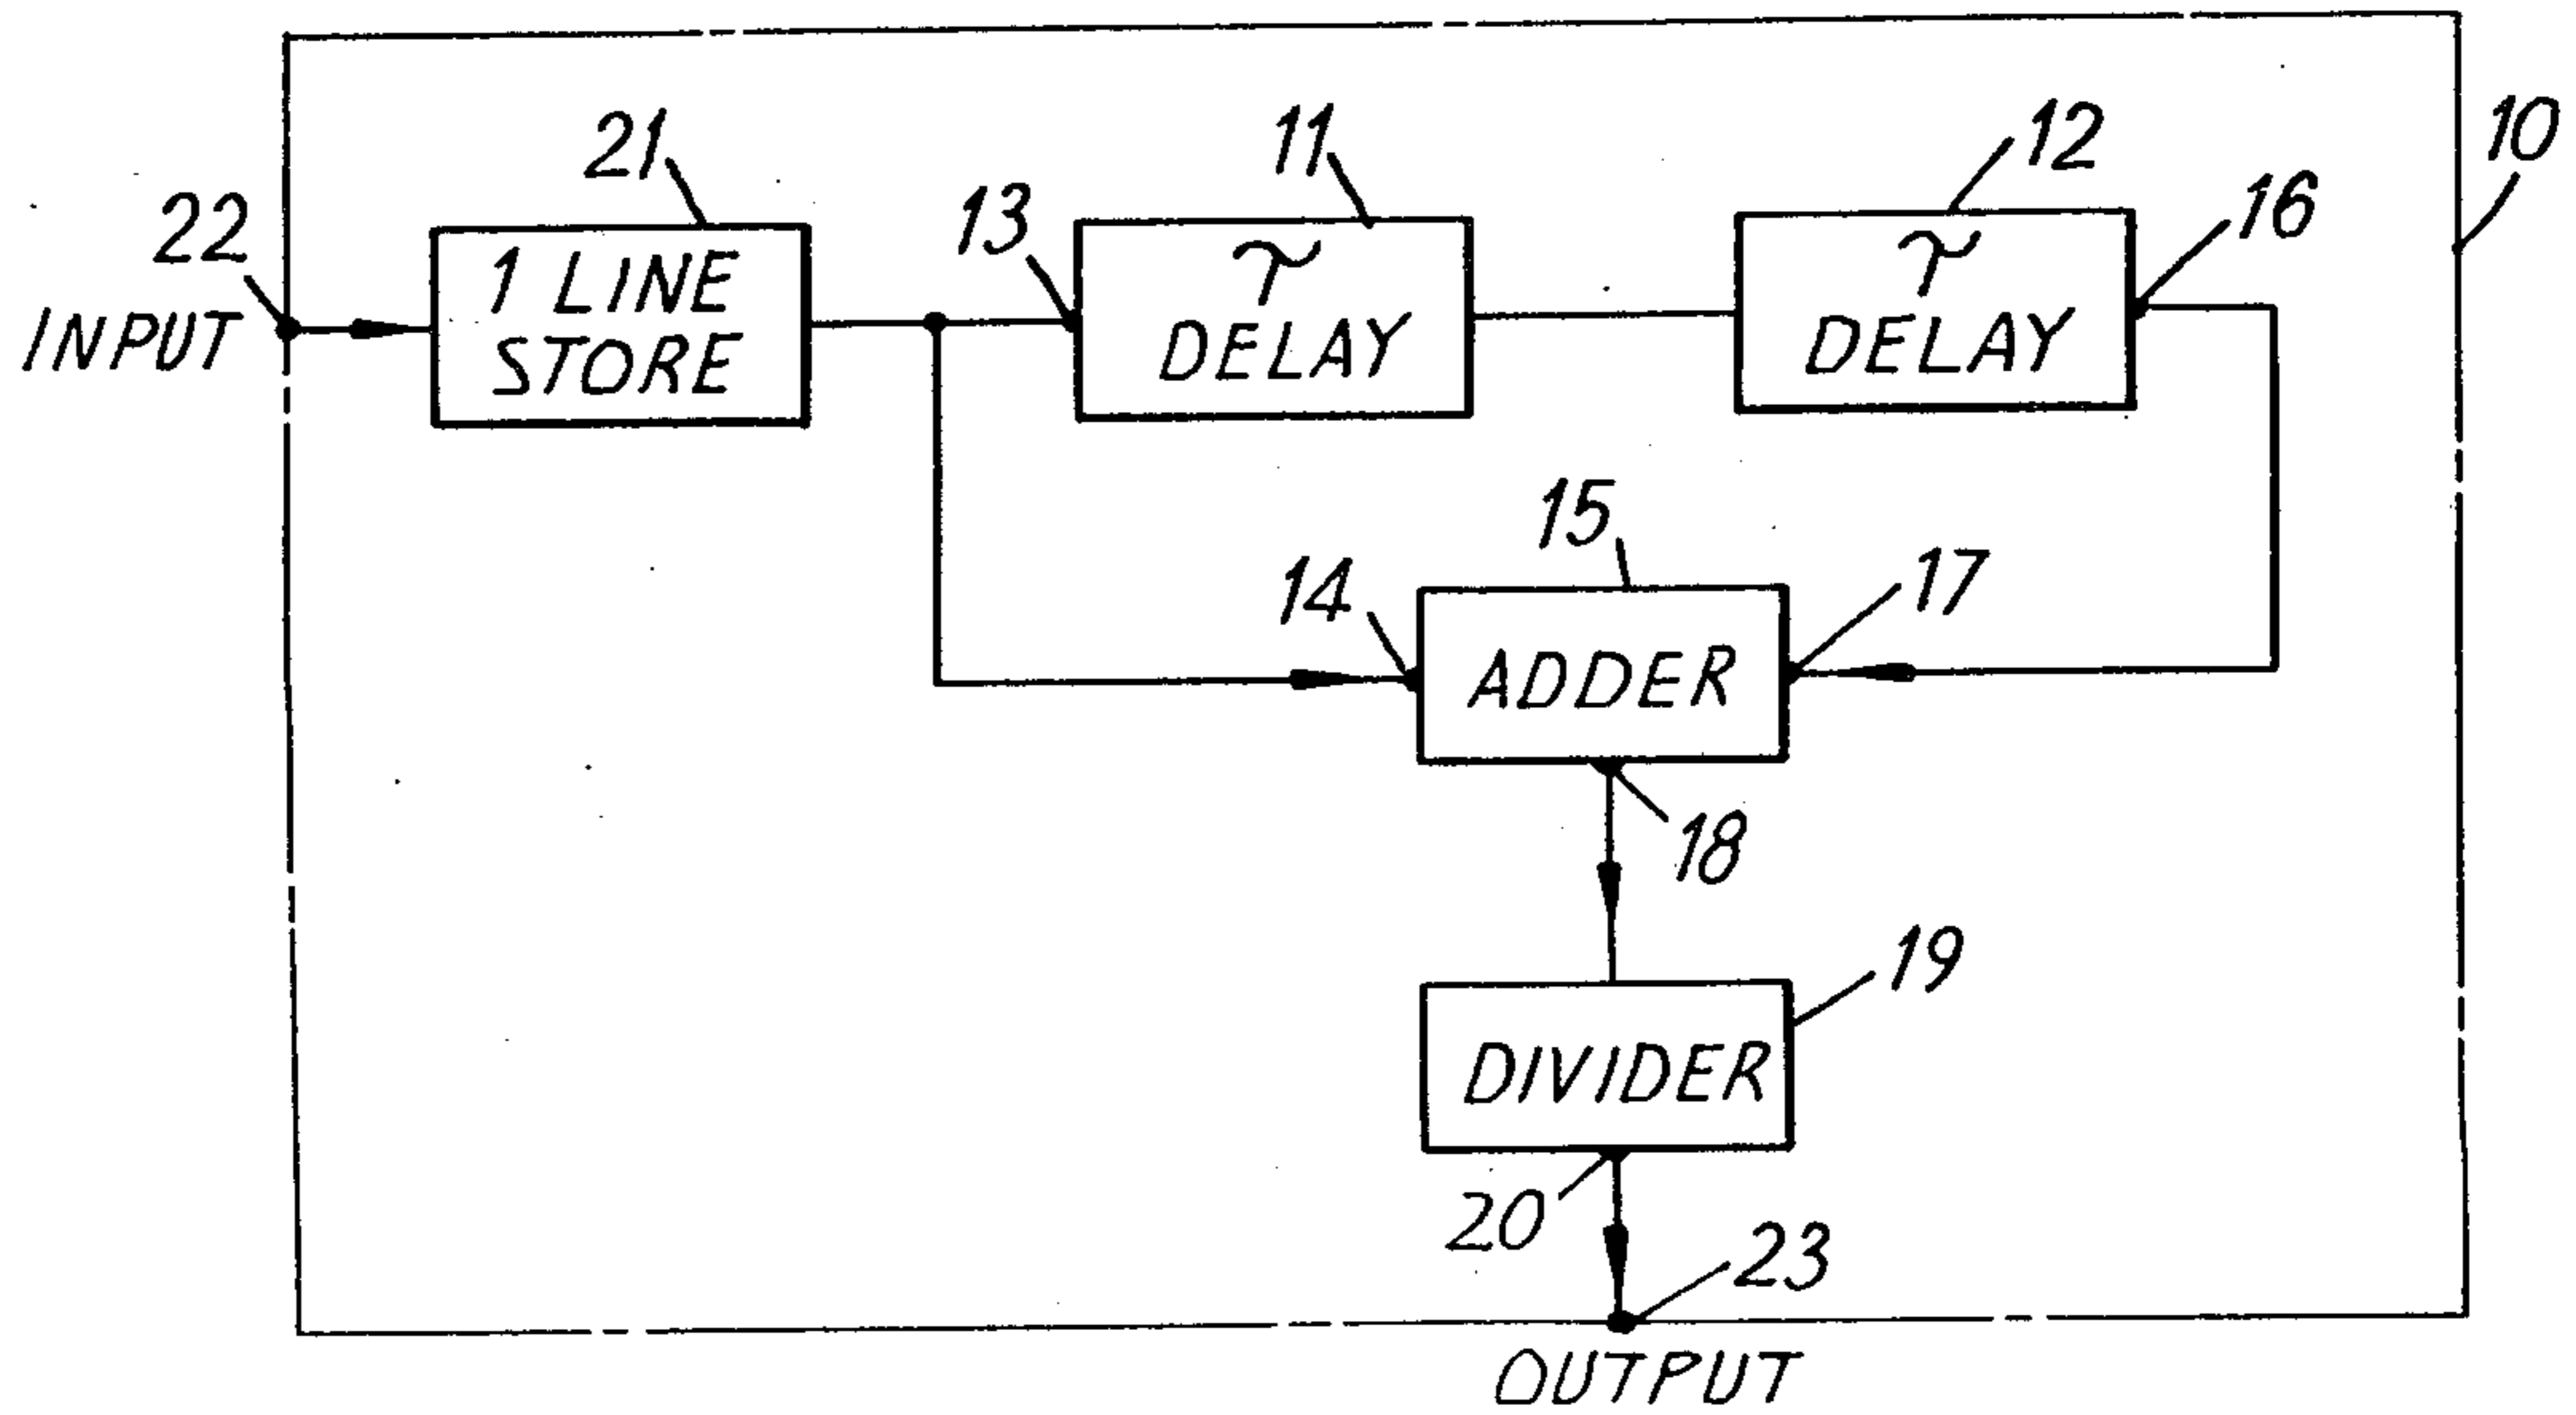 10
21
11
12
13
16
22
1 LINE
STORE
τ
DELAY
τ
DELAY
INPUT
15
14
17
ADDER
18
19
DIVIDER
20
23
OUTPUT